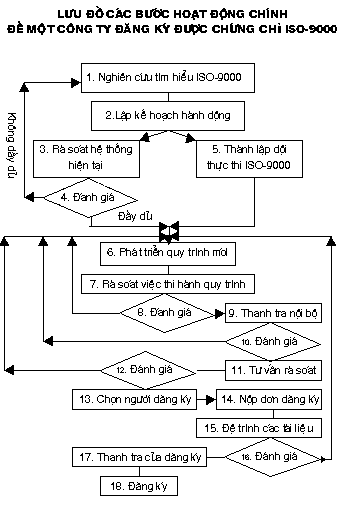 LƯU ĐỒ CÁC BƯỚC HOẠT ĐỘNG CHÍNH
ĐỂ MỘT CÔNG TY ĐĂNG KÝ ĐƯỢC CHỨNG CHỈ ISO-9000
1. Nghiên cứu tìm hiểu ISO-9000
2.Lập kế hoạch hành động
3. Rà soát hệ thống
hiện tại
5. Thành lập đội
thực thi ISO-9000
Không đầy đủ
4. Đánh giá
Đầy đủ
6. Phát triển quy trình mới
7. Rà soát việc thi hành quy trình
8. Đánh giá
9. Thanh tra nội bộ
10. Đánh giá
11. Tư vấn rà soát
12. Đánh giá
13. Chọn người đăng ký
14. Nộp đơn đăng ký
15. Đệ trình các tài liệu
16. Đánh giá
17. Thanh tra của đăng ký
18. Đăng ký